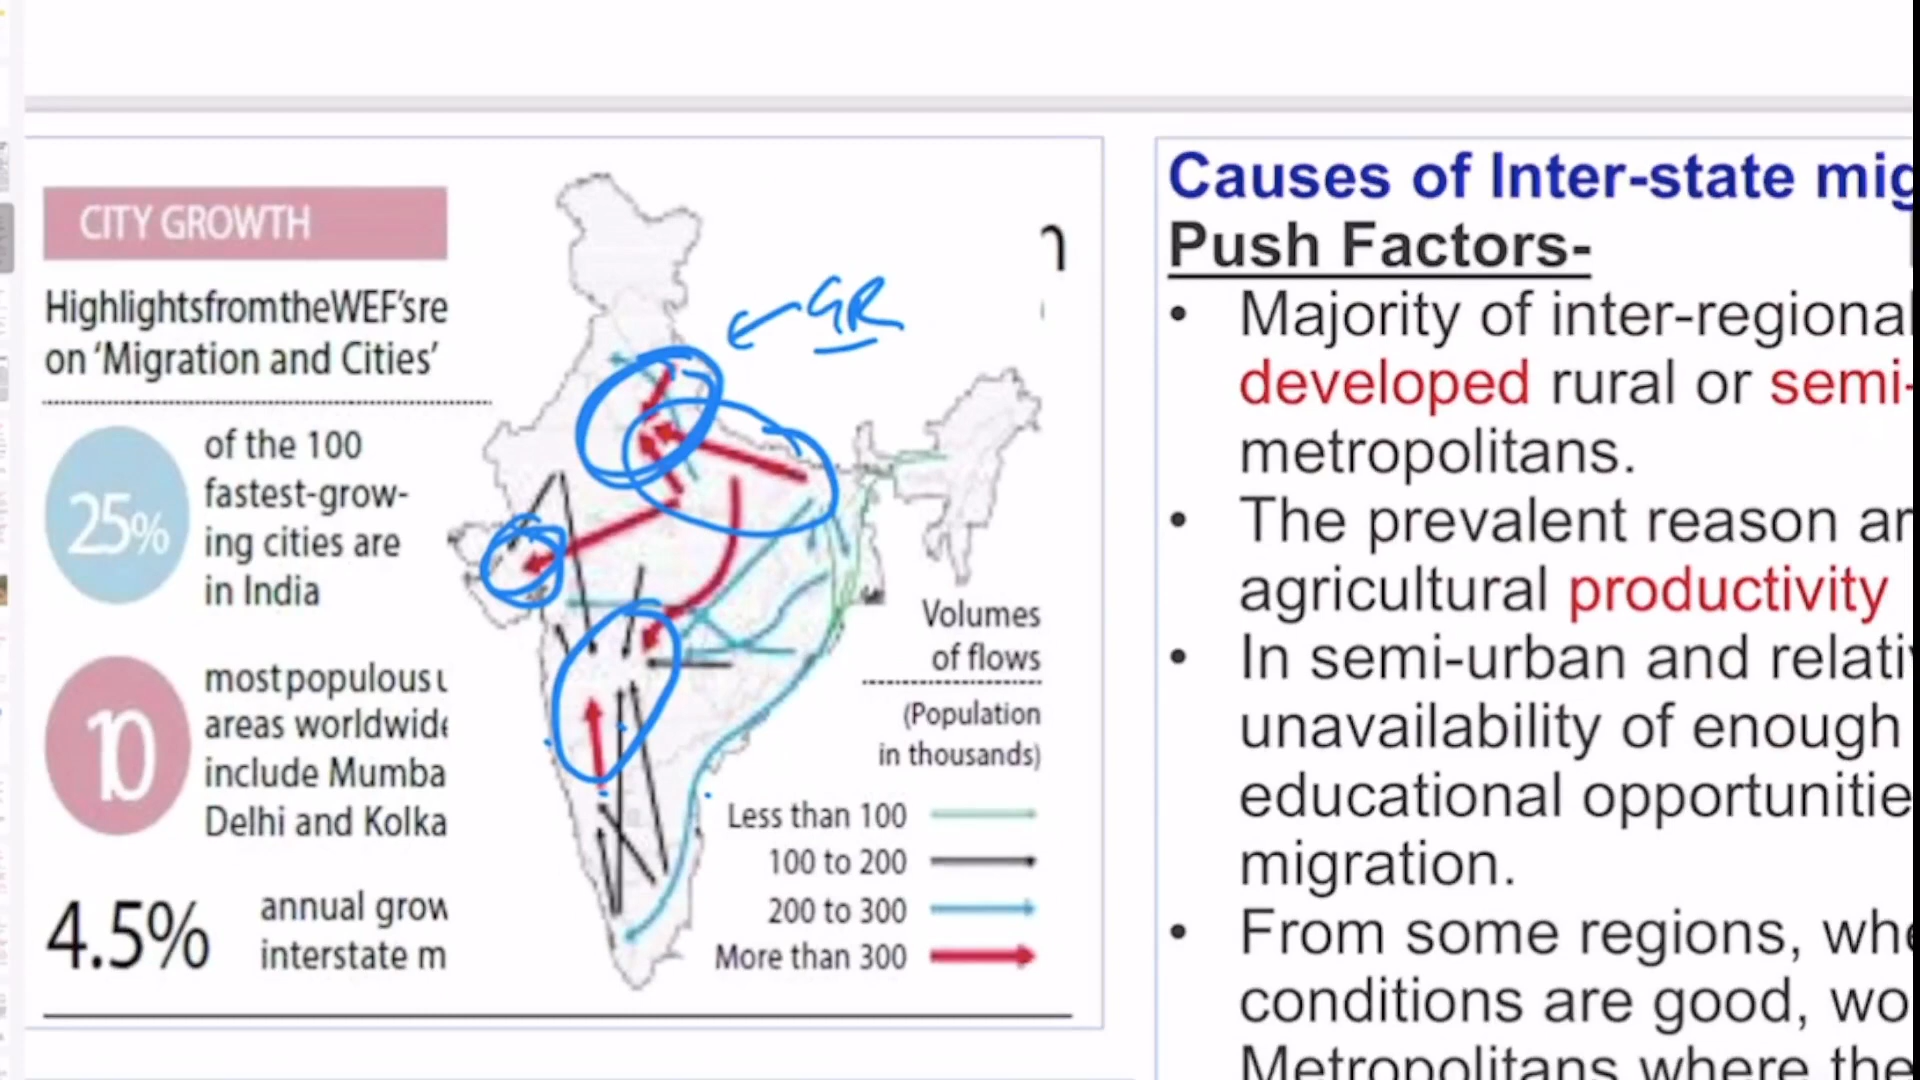 CITY GROWTH
HighlightsfromtheWEF'sre
on 'Migration and Cities'
25%
of the 100
fastest-grow-
ing cities are
in India
10
most populous u
areas worldwide
include Mumba
Delhi and Kolka
4.5%
annual grow
interstate m
GR
Volumes
of flows
(Population
in thousands)
Less than 100
100 to 200
200 to 300
More than 300
Causes of Inter-state mig
Push Factors-
• Majority of inter-regional
developed rural or semi-
metropolitans.
• The prevalent reason ar
agricultural productivity
• In semi-urban and relati
unavailability of enough
educational opportunitie
migration.
• From some regions, whe
conditions are good, wo
Metropolitans where the